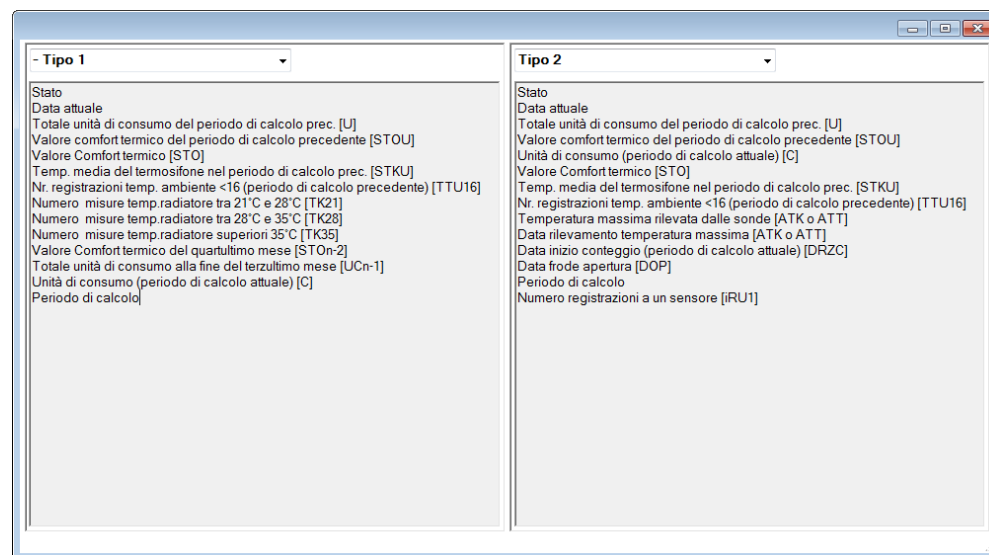 - Tipo 1
Stato
Data attuale
Totale unità di consumo del periodo di calcolo prec. [U]
Valore comfort termico del periodo di calcolo precedente [STOU]
Valore Comfort termico [STO]
Temp. media del termosifone nel periodo di calcolo prec. [STKU]
Nr. registrazioni temp. ambiente <16 (periodo di calcolo precedente) [TTU16]
Numero  misure temp.radiatore tra 21°C e 28°C [TK21]
Numero  misure temp.radiatore tra 28°C e 35°C [TK28]
Numero  misure temp.radiatore superiori 35°C [TK35]
Valore Comfort termico del quartultimo mese [STOn-2]
Totale unità di consumo alla fine del terzultimo mese [UCn-1]
Unità di consumo (periodo di calcolo attuale) [C]
Periodo di calcolo
Tipo 2
Stato
Data attuale
Totale unità di consumo del periodo di calcolo prec. [U]
Valore comfort termico del periodo di calcolo precedente [STOU]
Unità di consumo (periodo di calcolo attuale) [C]
Valore Comfort termico [STO]
Temp. media del termosifone nel periodo di calcolo prec. [STKU]
Nr. registrazioni temp. ambiente <16 (periodo di calcolo precedente) [TTU16]
Temperatura massima rilevata dalle sonde [ATK o ATT]
Data rilevamento temperatura massima [ATK o ATT]
Data inizio conteggio (periodo di calcolo attuale) [DRZC]
Data frode apertura [DOP]
Periodo di calcolo
Numero registrazioni a un sensore [iRU1]